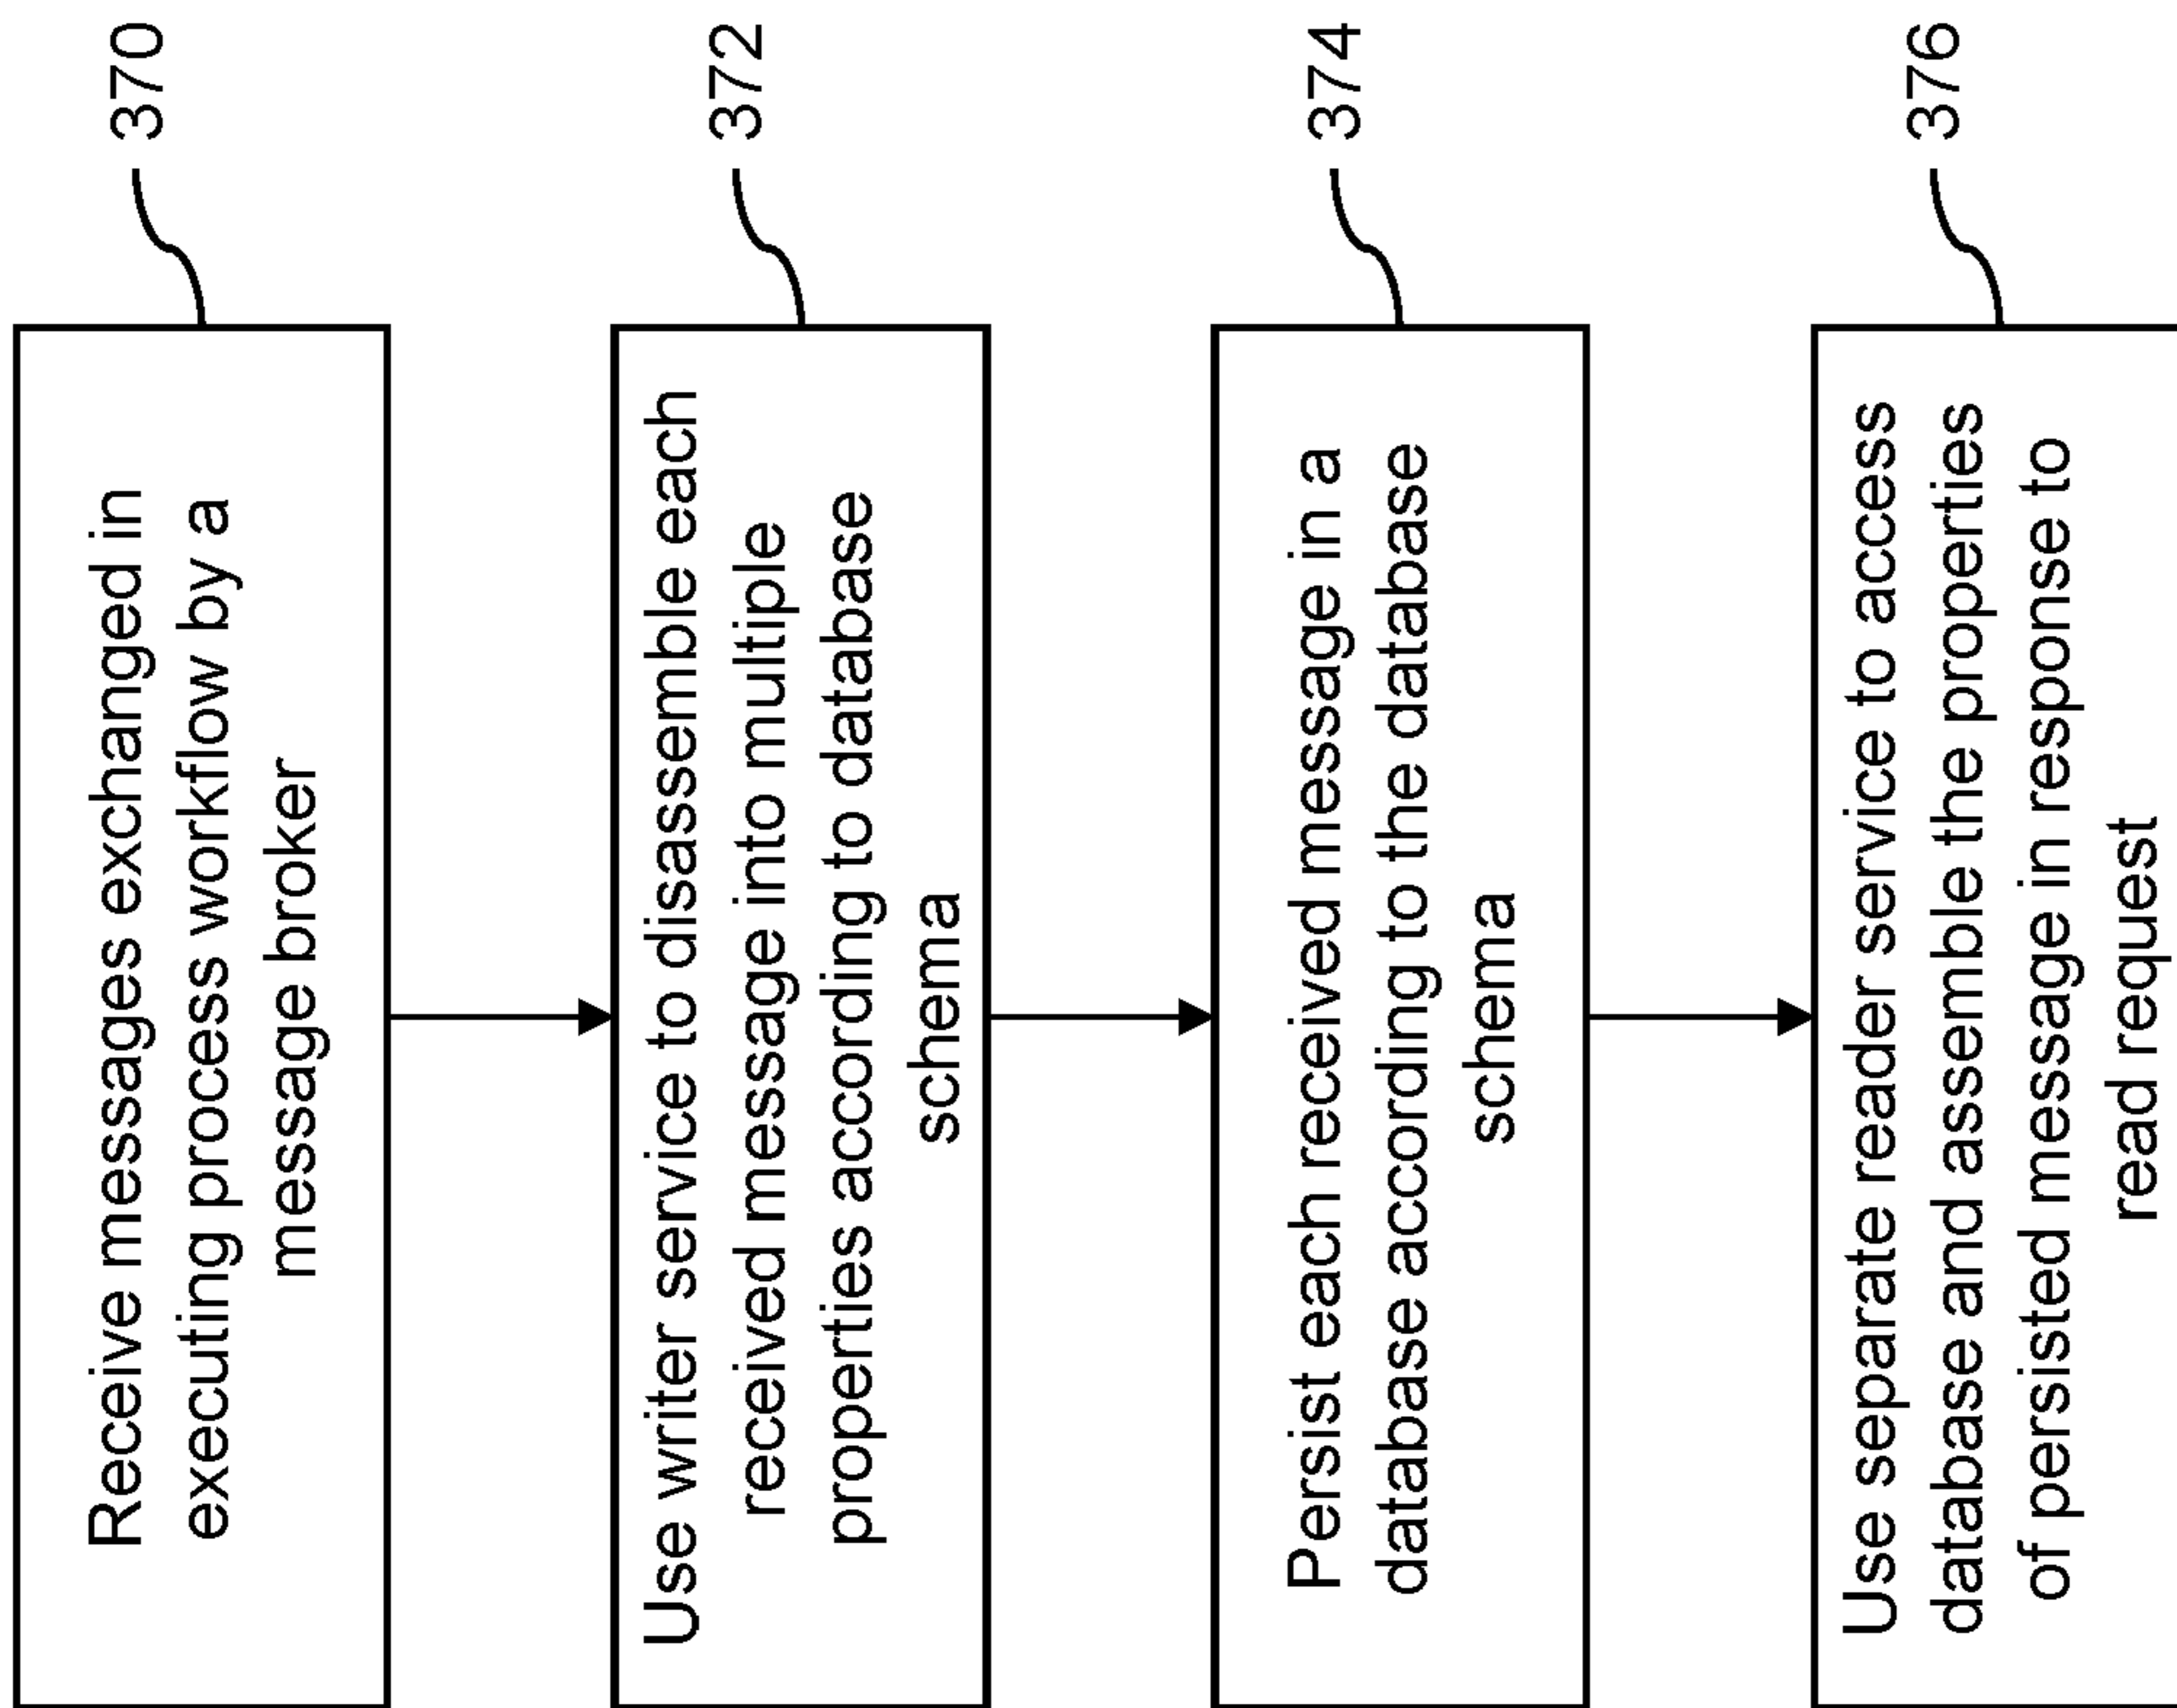 Receive messages exchanged in
executing process workflow by a
message broker
370
Use writer service to disassemble each
received message into multiple
properties according to database
schema
372
Persist each received message in a
database according to the database
schema
374
Use separate reader service to access
database and assemble the properties
of persisted message in response to
read request
376